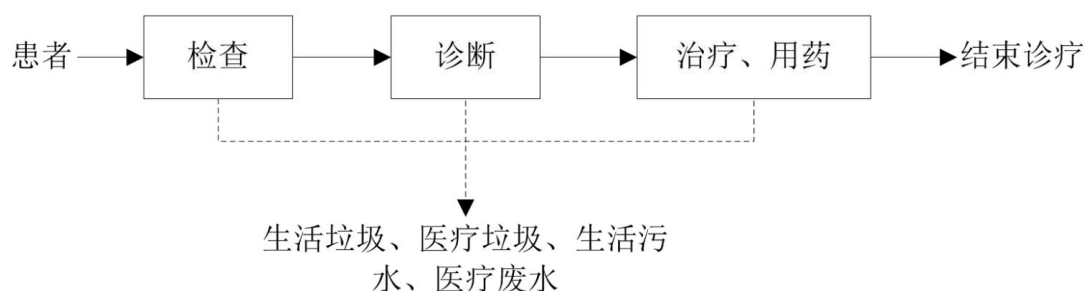 患者
检查
诊断
治疗、用药
结束诊疗
生活垃圾、医疗垃圾、生活污
水、医疗废水